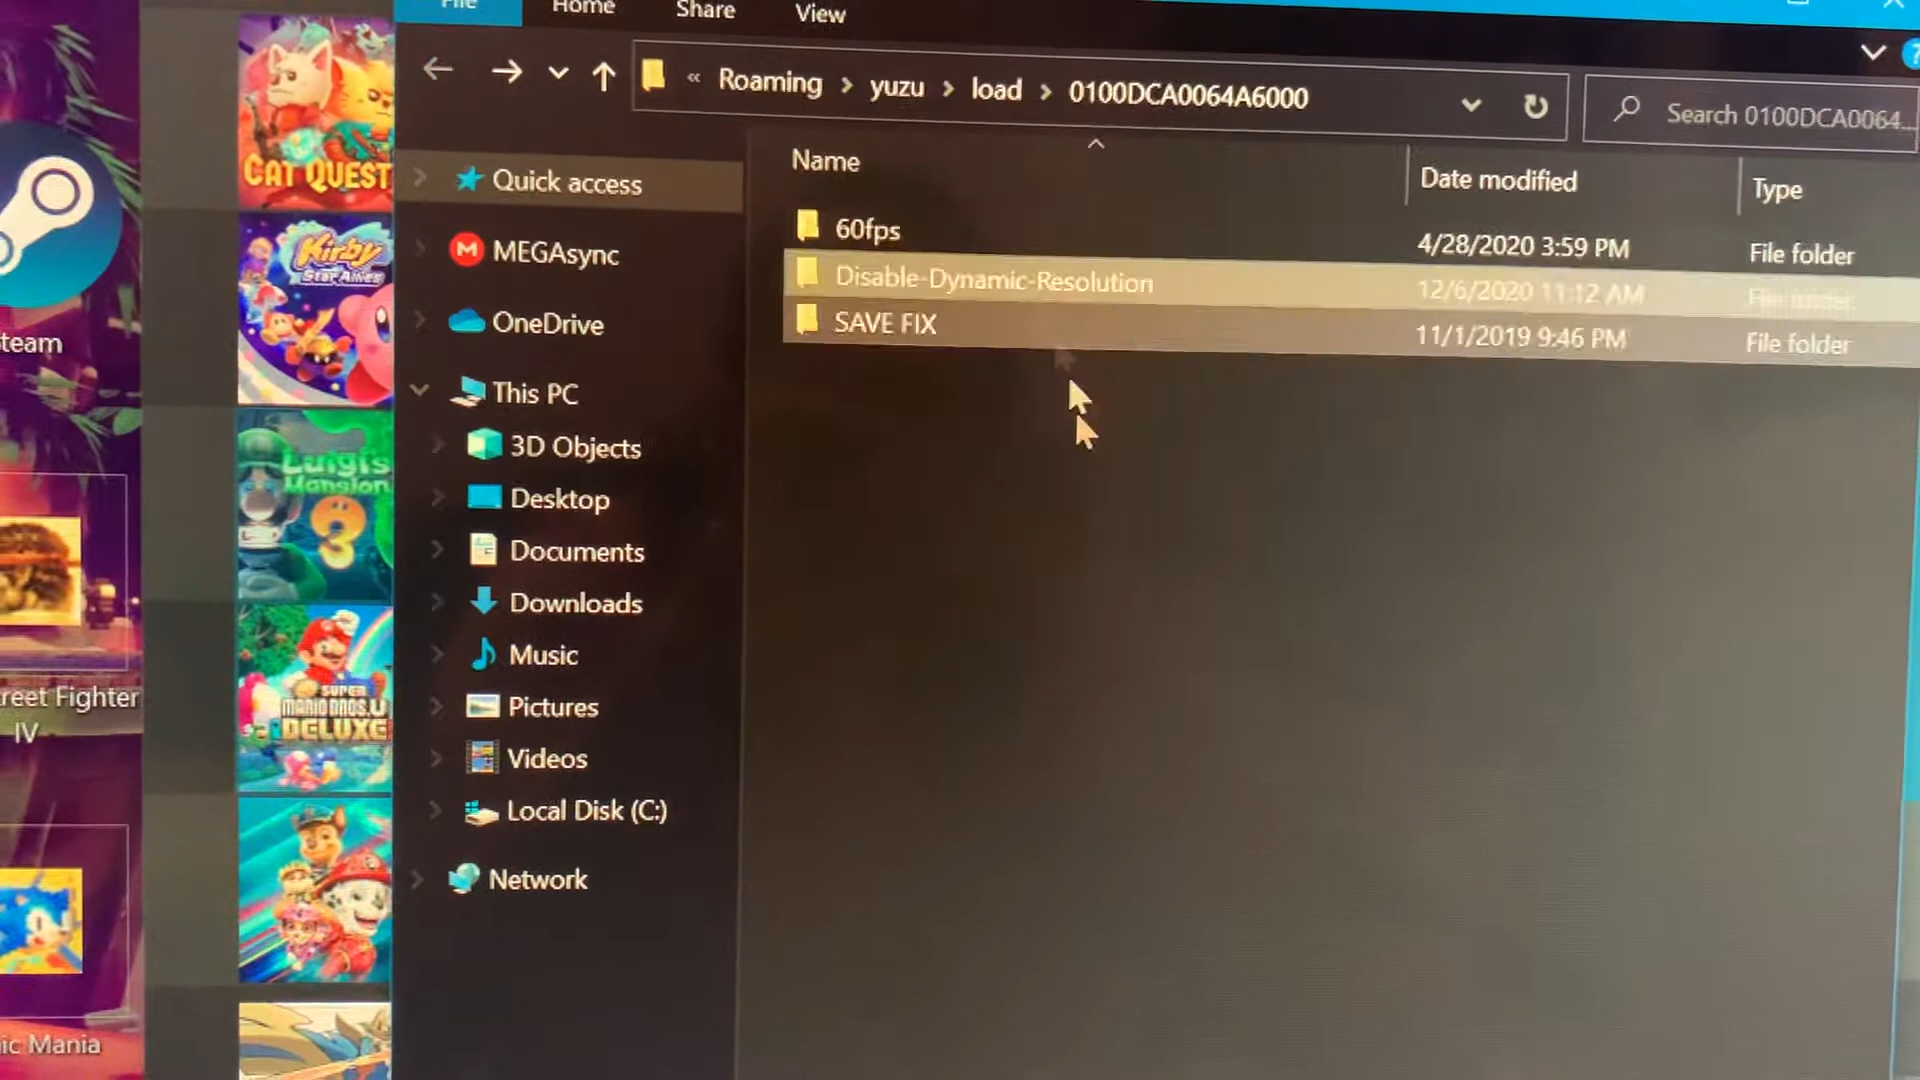 File Home Share View
« Roaming > yuzu > load > 0100DCA0064A6000
Search 0100DCA0064...
Name
Date modified
Type
60fps
4/28/2020 3:59 PM
File folder
Disable-Dynamic-Resolution
12/6/2020 11:12 AM
File folder
SAVE FIX
11/1/2019 9:46 PM
File folder
Quick access
MEGAsync
OneDrive
This PC
3D Objects
Desktop
Documents
Downloads
Music
Pictures
Videos
Local Disk (C:)
Network
CAT QUEST
Kirby
Star Allies
Luigi's
Mansion
3
SUPER
MARIO BROS. U
DELUXE
team
reet Fighter
IV
ic Mania